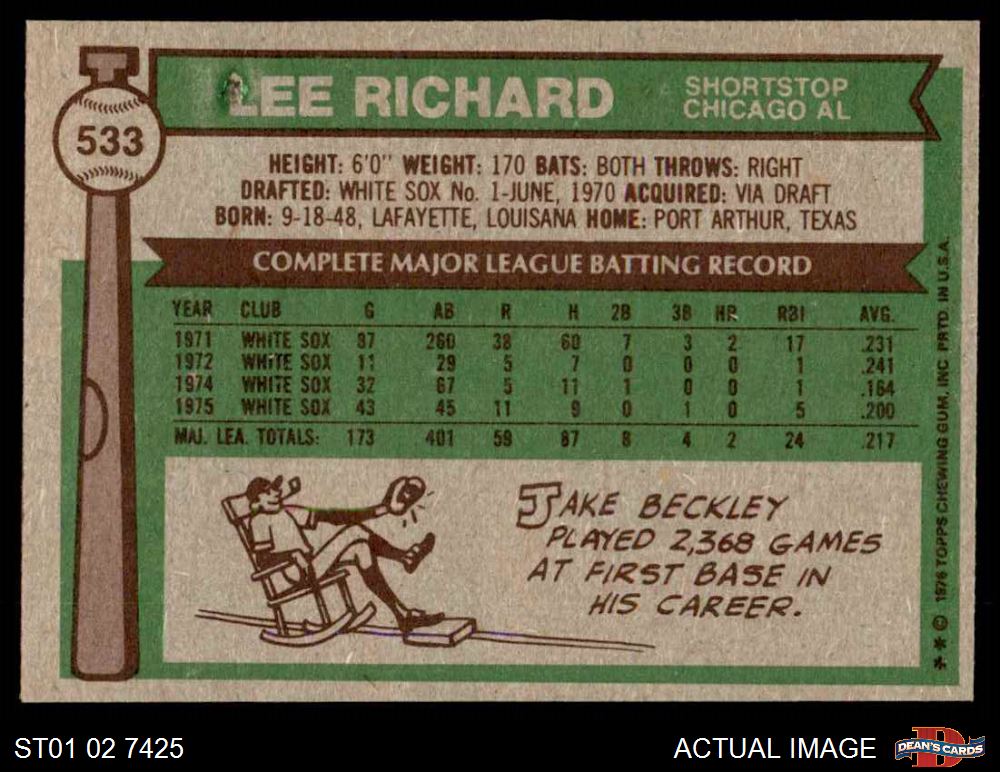 533
LEE RICHARD
SHORTSTOP
CHICAGO AL
HEIGHT: 6'0" WEIGHT: 170 BATS: BOTH THROWS: RIGHT
DRAFTED: WHITE SOX No. 1-JUNE, 1970 ACQUIRED: VIA DRAFT
BORN: 9-18-48, LAFAYETTE, LOUISANA HOME: PORT ARTHUR, TEXAS
COMPLETE MAJOR LEAGUE BATTING RECORD
YEAR CLUB G AB R H 2B 3B HR RBI AVG.
1971 WHITE SOX 87 260 38 60 7 3 2 17 .231
1972 WHITE SOX 11 29 5 7 0 0 0 1 .241
1974 WHITE SOX 32 67 5 11 1 0 0 1 .164
1975 WHITE SOX 43 45 11 9 0 1 0 5 .200
MAJ. LEA. TOTALS: 173 401 59 87 8 4 2 24 .217
JAKE BECKLEY
PLAYED 2,368 GAMES
AT FIRST BASE IN
HIS CAREER.
** © 1976 TOPPS CHEWING GUM, INC PRTD. IN U.S.A.
ST01 02 7425
ACTUAL IMAGE
D
DEAN'S CARDS